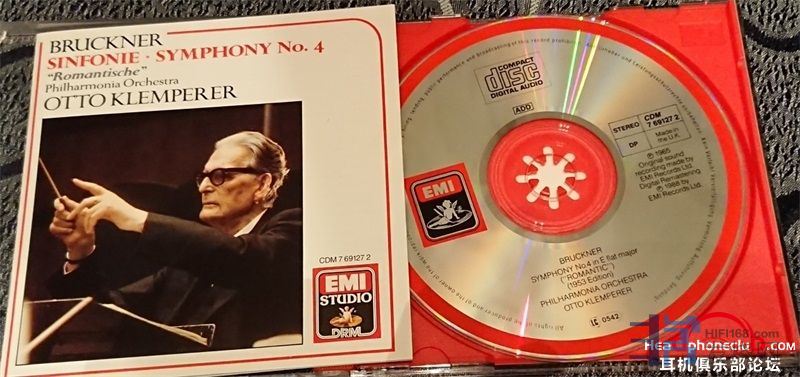 BRUCKNER
SINFONIE · SYMPHONY No. 4
"Romantische"
Philharmonia Orchestra
OTTO KLEMPERER
CDM 7 69127 2
EMI
STUDIO
DRM
COMPACT
disc
DIGITAL AUDIO
ADD
STEREO
CDM
7 69127 2
DP
Made in
the U.K.
EMI
℗ 1965
Original sound
recording made by
EMI Records Ltd.
Digital Remastering
℗ 1988 by
EMI Records Ltd.
BRUCKNER
SYMPHONY No.4 in E flat major
("ROMANTIC")
(1953 Edition)
PHILHARMONIA ORCHESTRA
OTTO KLEMPERER
LC 0542
HiFi168.com
Headphoneclub.com
耳机俱乐部论坛